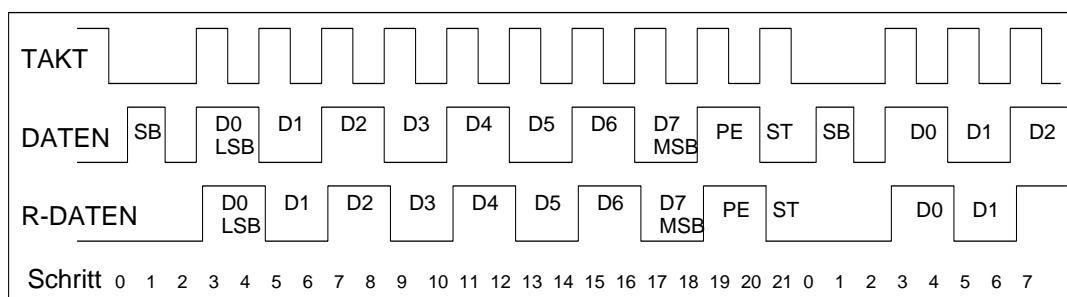 TAKT
DATEN SB D0 D1 D2 D3 D4 D5 D6 D7 PE ST SB D0 D1 D2
LSB MSB
R-DATEN D0 D1 D2 D3 D4 D5 D6 D7 PE ST D0 D1
LSB MSB
Schritt 0 1 2 3 4 5 6 7 8 9 10 11 12 13 14 15 16 17 18 19 20 21 0 1 2 3 4 5 6 7